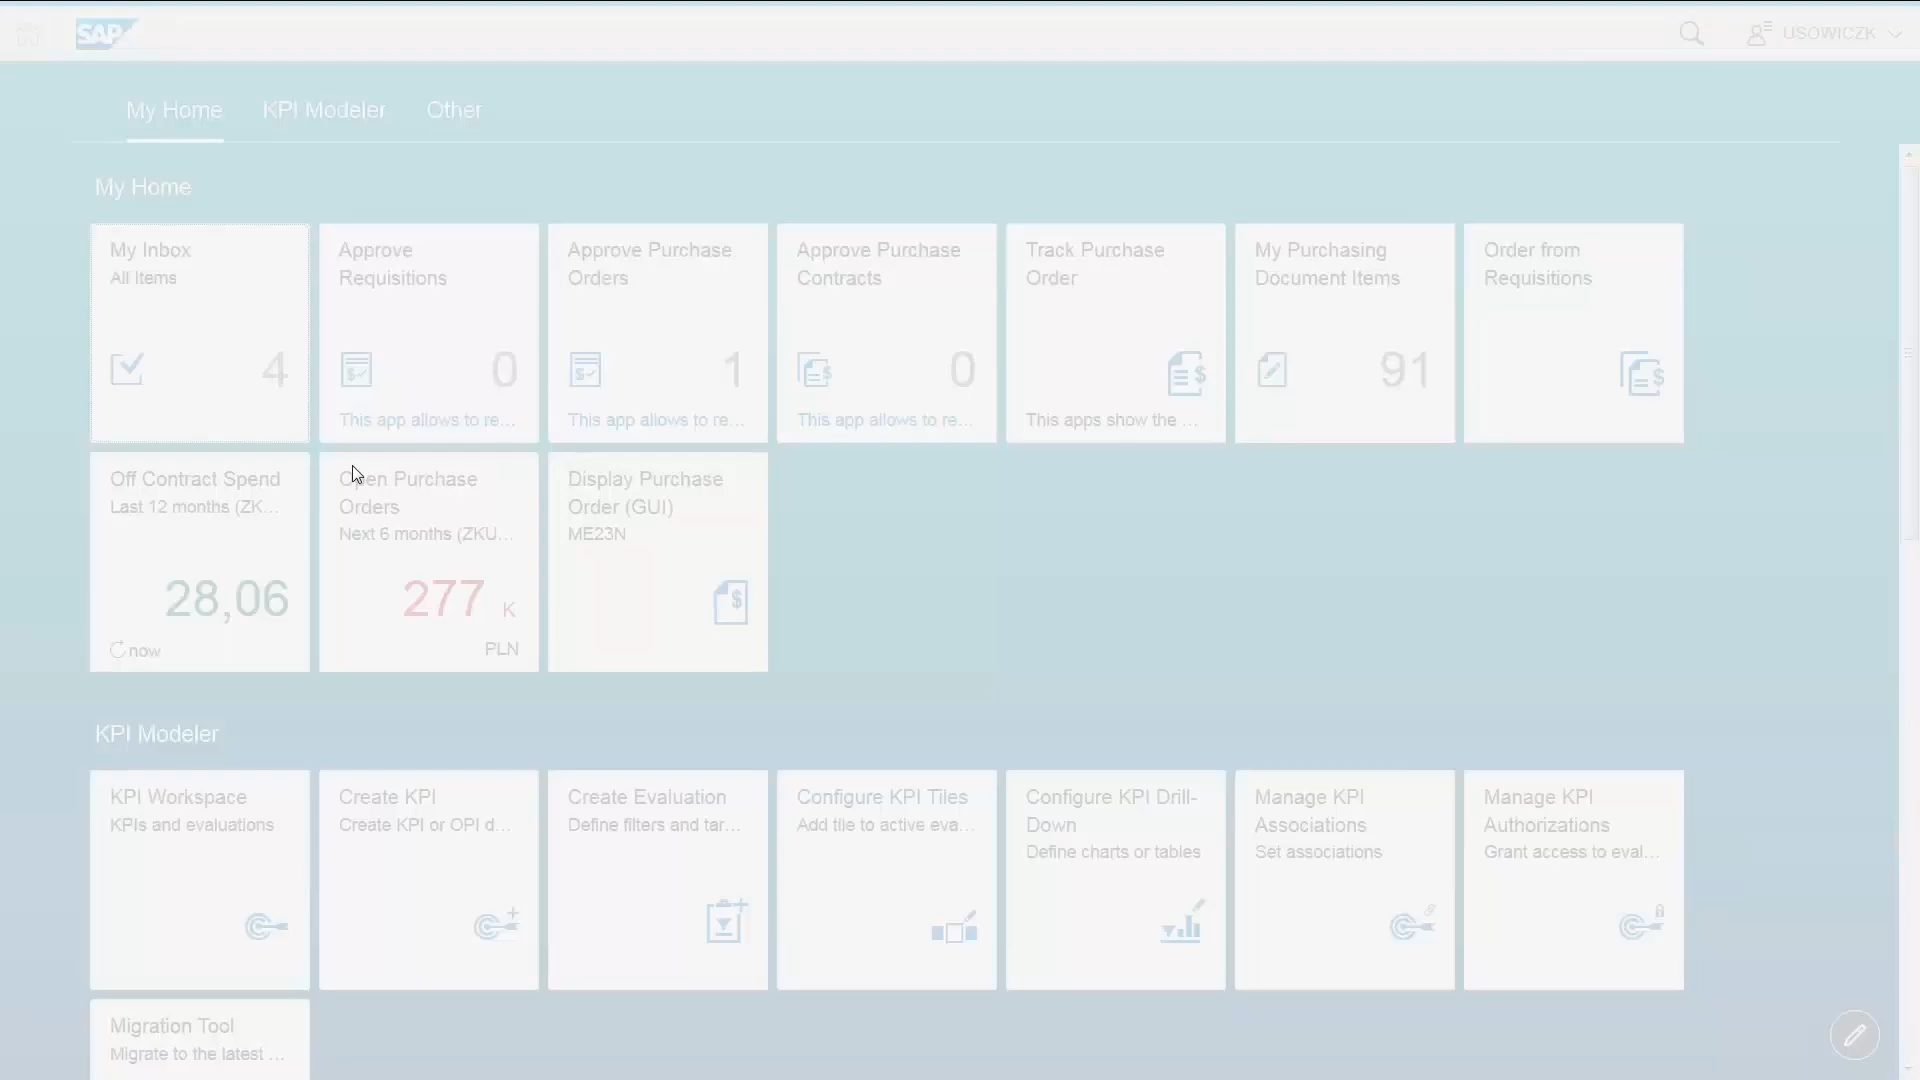 SAP
USOWICZK
My Home
KPI Modeler
Other
My Home
My Inbox
All Items
4
Approve
Requisitions
0
This app allows to re...
Approve Purchase
Orders
1
This app allows to re...
Approve Purchase
Contracts
0
This app allows to re...
Track Purchase
Order
This apps show the ...
My Purchasing
Document Items
91
Order from
Requisitions
Off Contract Spend
Last 12 months (ZK...
28,06
now
Open Purchase
Orders
Next 6 months (ZKU...
277 K
PLN
Display Purchase
Order (GUI)
ME23N
KPI Modeler
KPI Workspace
KPIs and evaluations
Create KPI
Create KPI or OPI d...
Create Evaluation
Define filters and tar...
Configure KPI Tiles
Add tile to active eva...
Configure KPI Drill-
Down
Define charts or tables
Manage KPI
Associations
Set associations
Manage KPI
Authorizations
Grant access to eval...
Migration Tool
Migrate to the latest ...